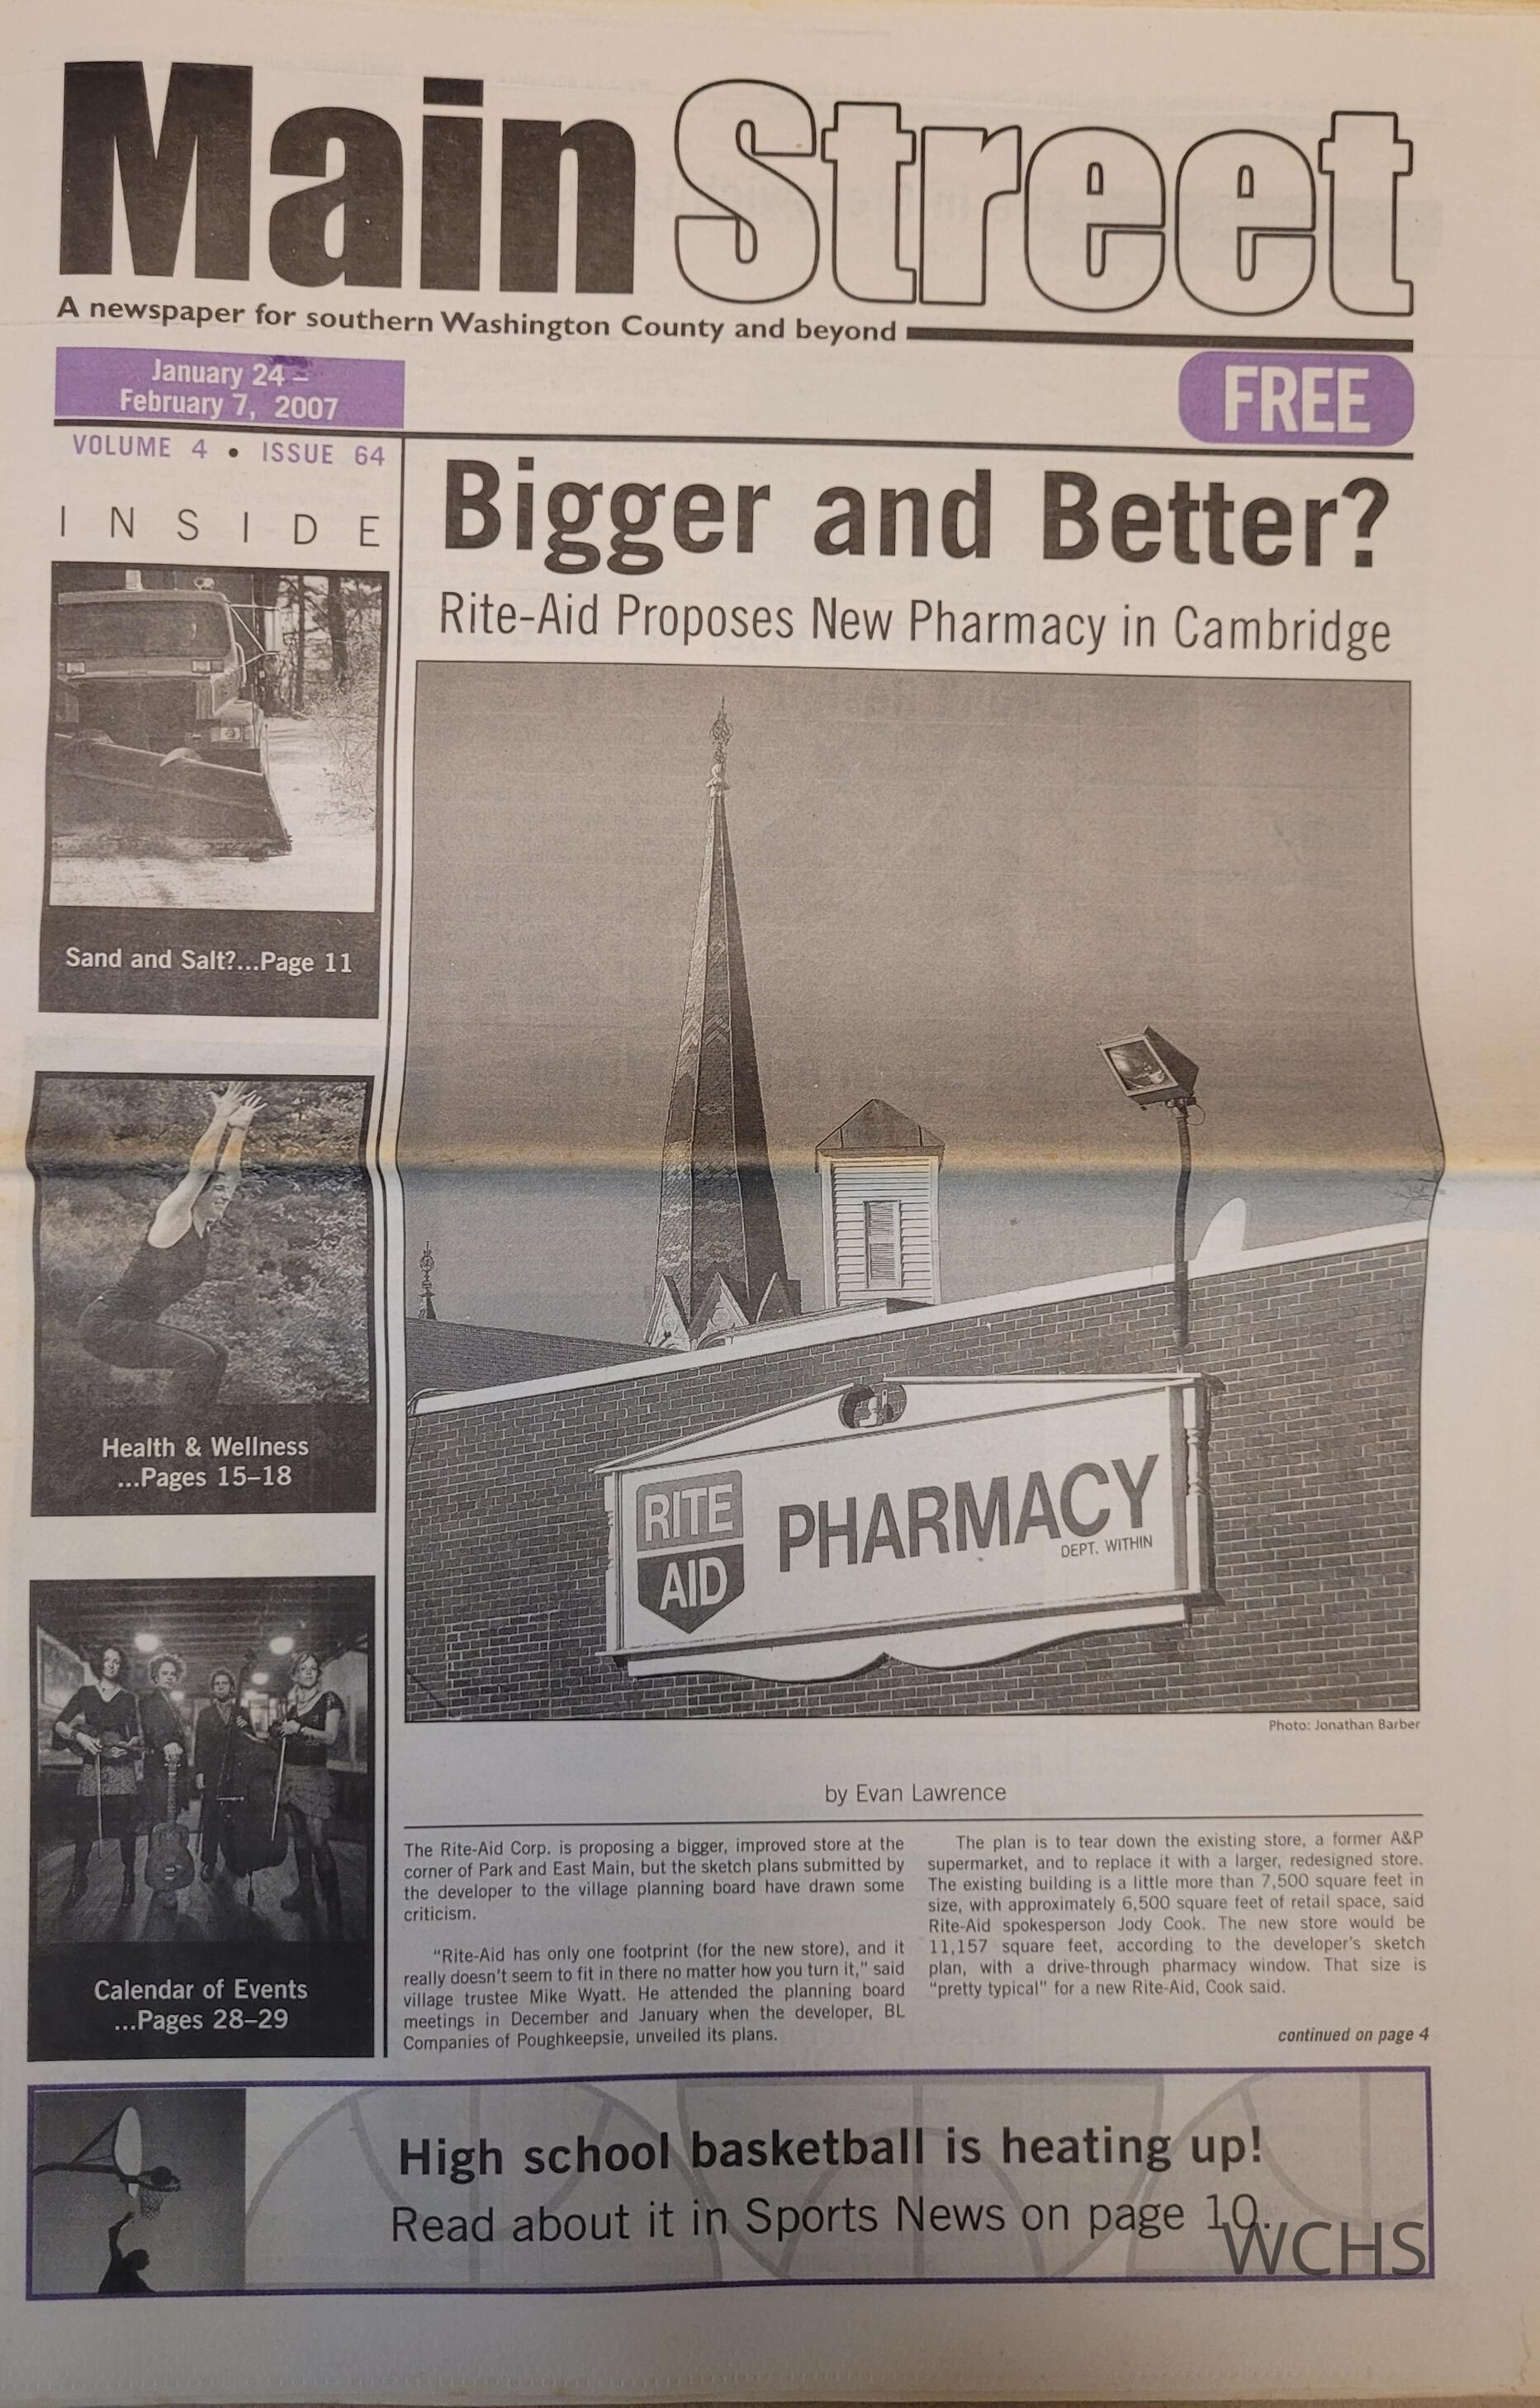 Main Street
A newspaper for southern Washington County and beyond
January 24 –
February 7, 2007
FREE
VOLUME 4 • ISSUE 64
INSIDE
Sand and Salt?...Page 11
Health & Wellness
...Pages 15–18
Calendar of Events
...Pages 28–29
Bigger and Better?
Rite-Aid Proposes New Pharmacy in Cambridge
RITE
AID
PHARMACY
DEPT. WITHIN
Photo: Jonathan Barber
by Evan Lawrence
The Rite-Aid Corp. is proposing a bigger, improved store at the
corner of Park and East Main, but the sketch plans submitted by
the developer to the village planning board have drawn some
criticism.
"Rite-Aid has only one footprint (for the new store), and it
really doesn't seem to fit in there no matter how you turn it," said
village trustee Mike Wyatt. He attended the planning board
meetings in December and January when the developer, BL
Companies of Poughkeepsie, unveiled its plans.
The plan is to tear down the existing store, a former A&P
supermarket, and to replace it with a larger, redesigned store.
The existing building is a little more than 7,500 square feet in
size, with approximately 6,500 square feet of retail space, said
Rite-Aid spokesperson Jody Cook. The new store would be
11,157 square feet, according to the developer's sketch
plan, with a drive-through pharmacy window. That size is
"pretty typical" for a new Rite-Aid, Cook said.
continued on page 4
High school basketball is heating up!
Read about it in Sports News on page 10.
WCHS